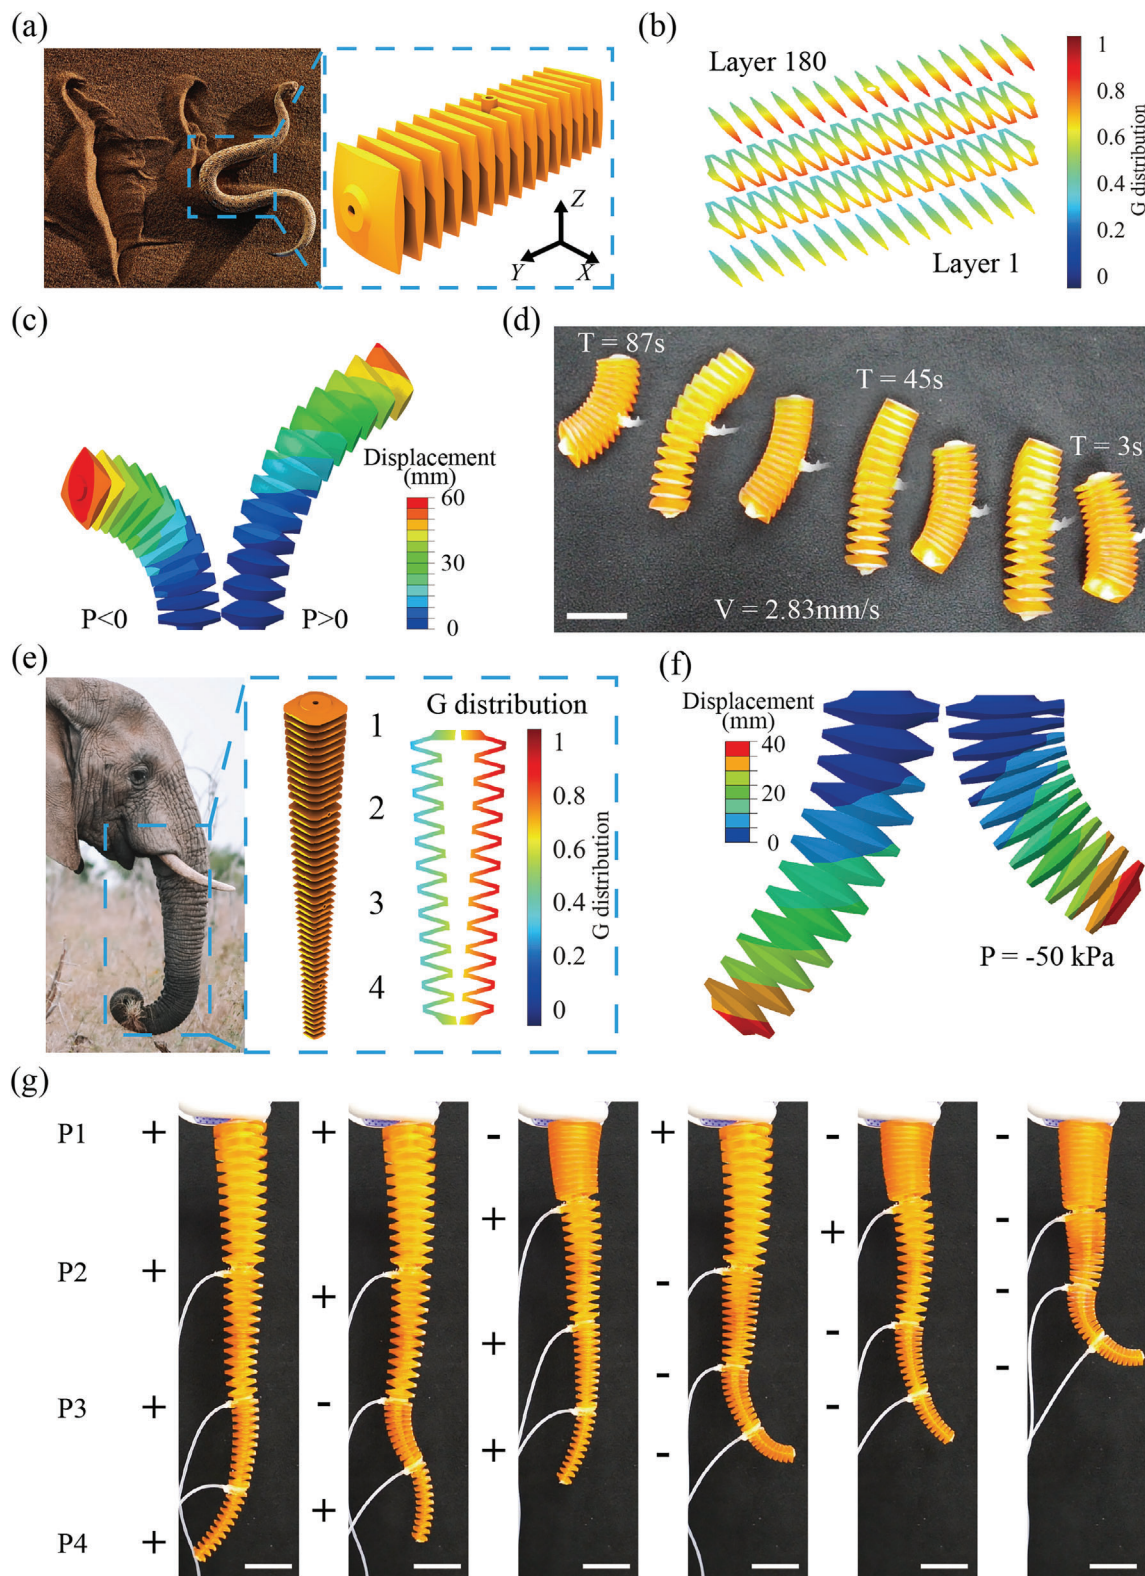 (a)
Z
Y
X
(b)
Layer 180
Layer 1
1
0.8
0.6
0.4
0.2
0
G distribution
(c)
Displacement
(mm)
60
30
0
P<0
P>0
(d)
T = 87s
T = 45s
T = 3s
V = 2.83mm/s
(e)
1
2
3
4
G distribution
1
0.8
0.6
0.4
0.2
0
G distribution
(f)
Displacement
(mm)
40
20
0
P = -50 kPa
(g)
P1 + + - + - -
+ + -
P2 + + - -
+ - -
P3 + - - - -
+ -
P4 + +